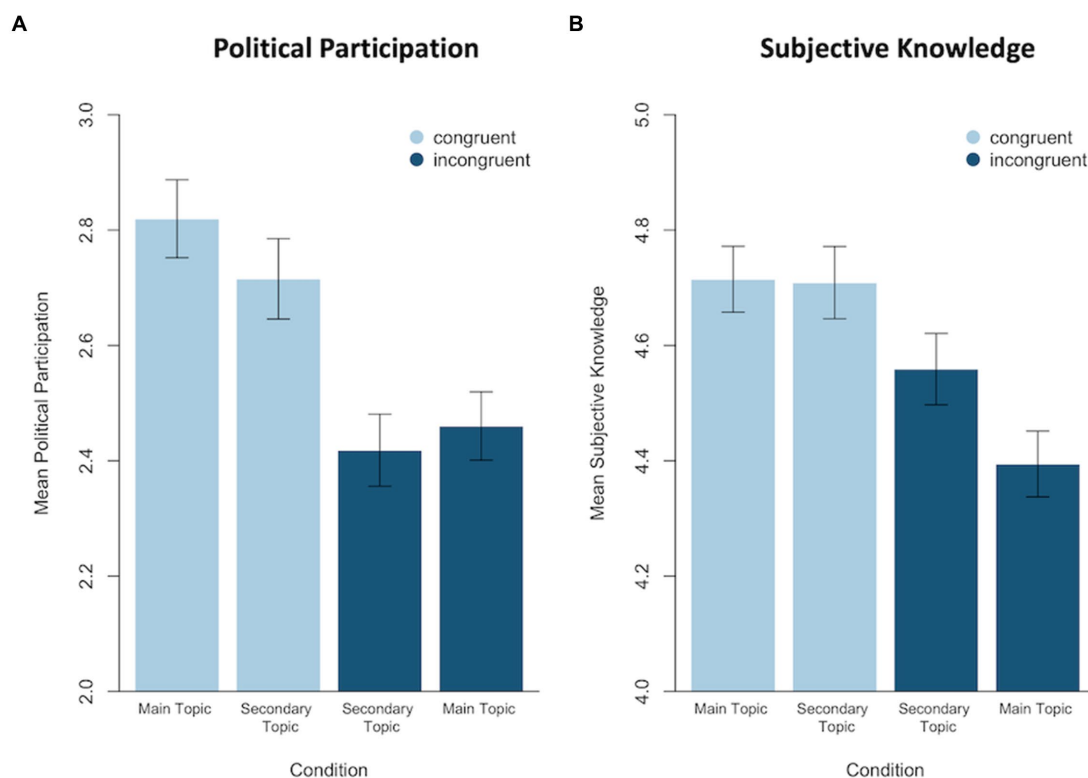 A
Political Participation
Mean Political Participation
3.0
2.8
2.6
2.4
2.2
2.0
congruent
incongruent
Main Topic
Secondary
Topic
Secondary
Topic
Main Topic
Condition
B
Subjective Knowledge
Mean Subjective Knowledge
5.0
4.8
4.6
4.4
4.2
4.0
congruent
incongruent
Main Topic
Secondary
Topic
Secondary
Topic
Main Topic
Condition